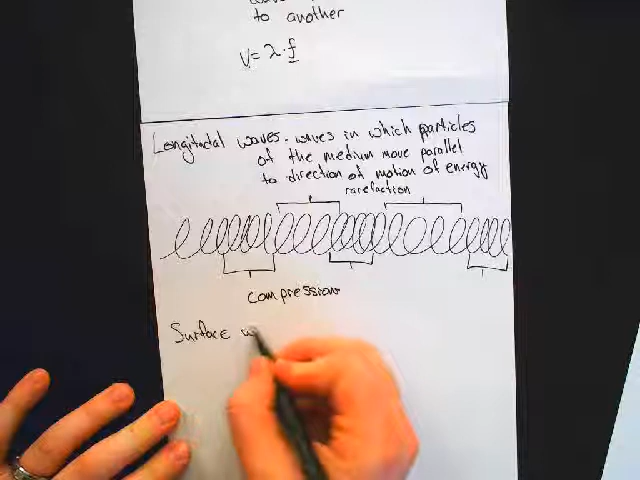 to another
V = λ · f
Longitudal waves - waves in which particles
of the medium move parallel
to direction of motion of energy
rarefaction
compression
Surface w